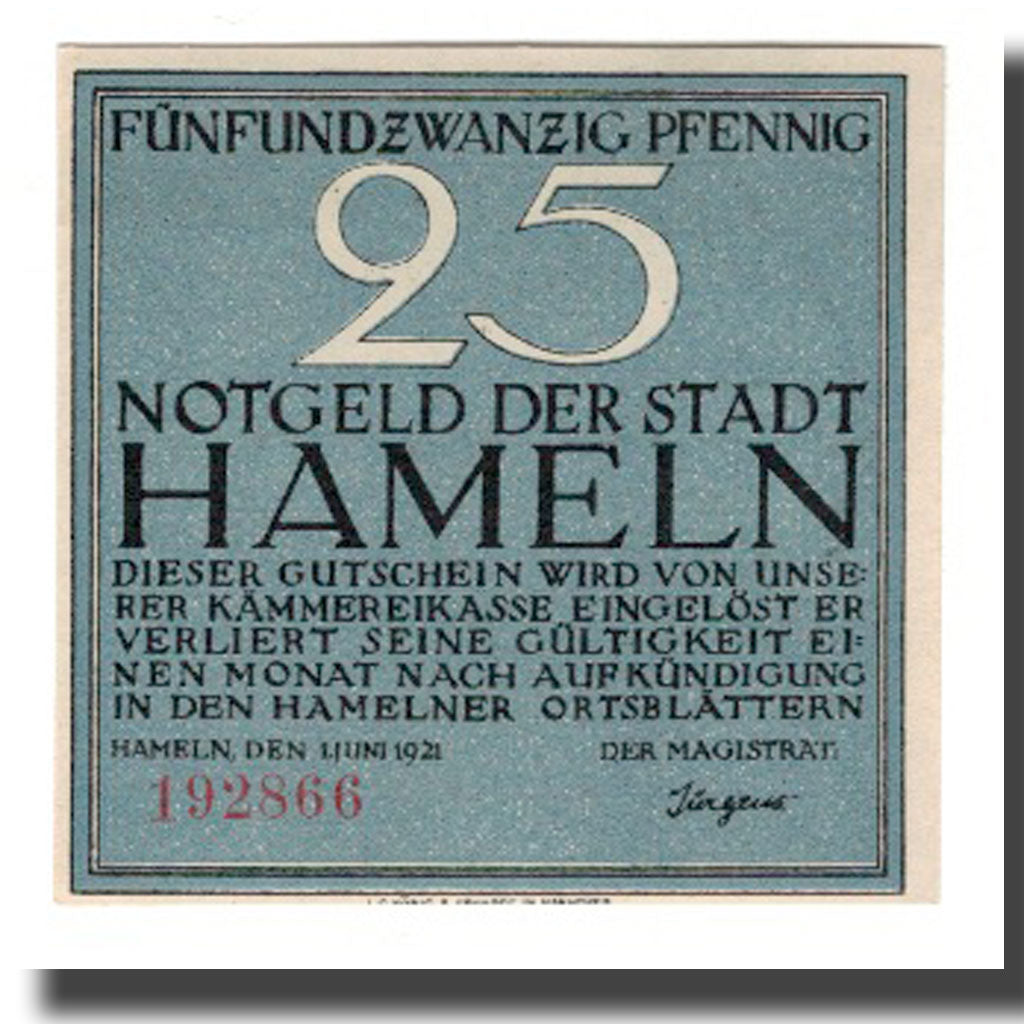 FÜNFUNDZWANZIG PFENNIG
25
NOTGELD DER STADT
HAMELN
DIESER GUTSCHEIN WIRD VON UNSE=
RER KÄMMEREIKASSE EINGELÖST ER
VERLIERT SEINE GÜLTIGKEIT EI=
NEN MONAT NACH AUFKÜNDIGUNG
IN DEN HAMELNER ORTSBLÄTTERN
HAMELN, DEN 1.JUNI 1921 DER MAGISTRAT:
192866 Jürgens